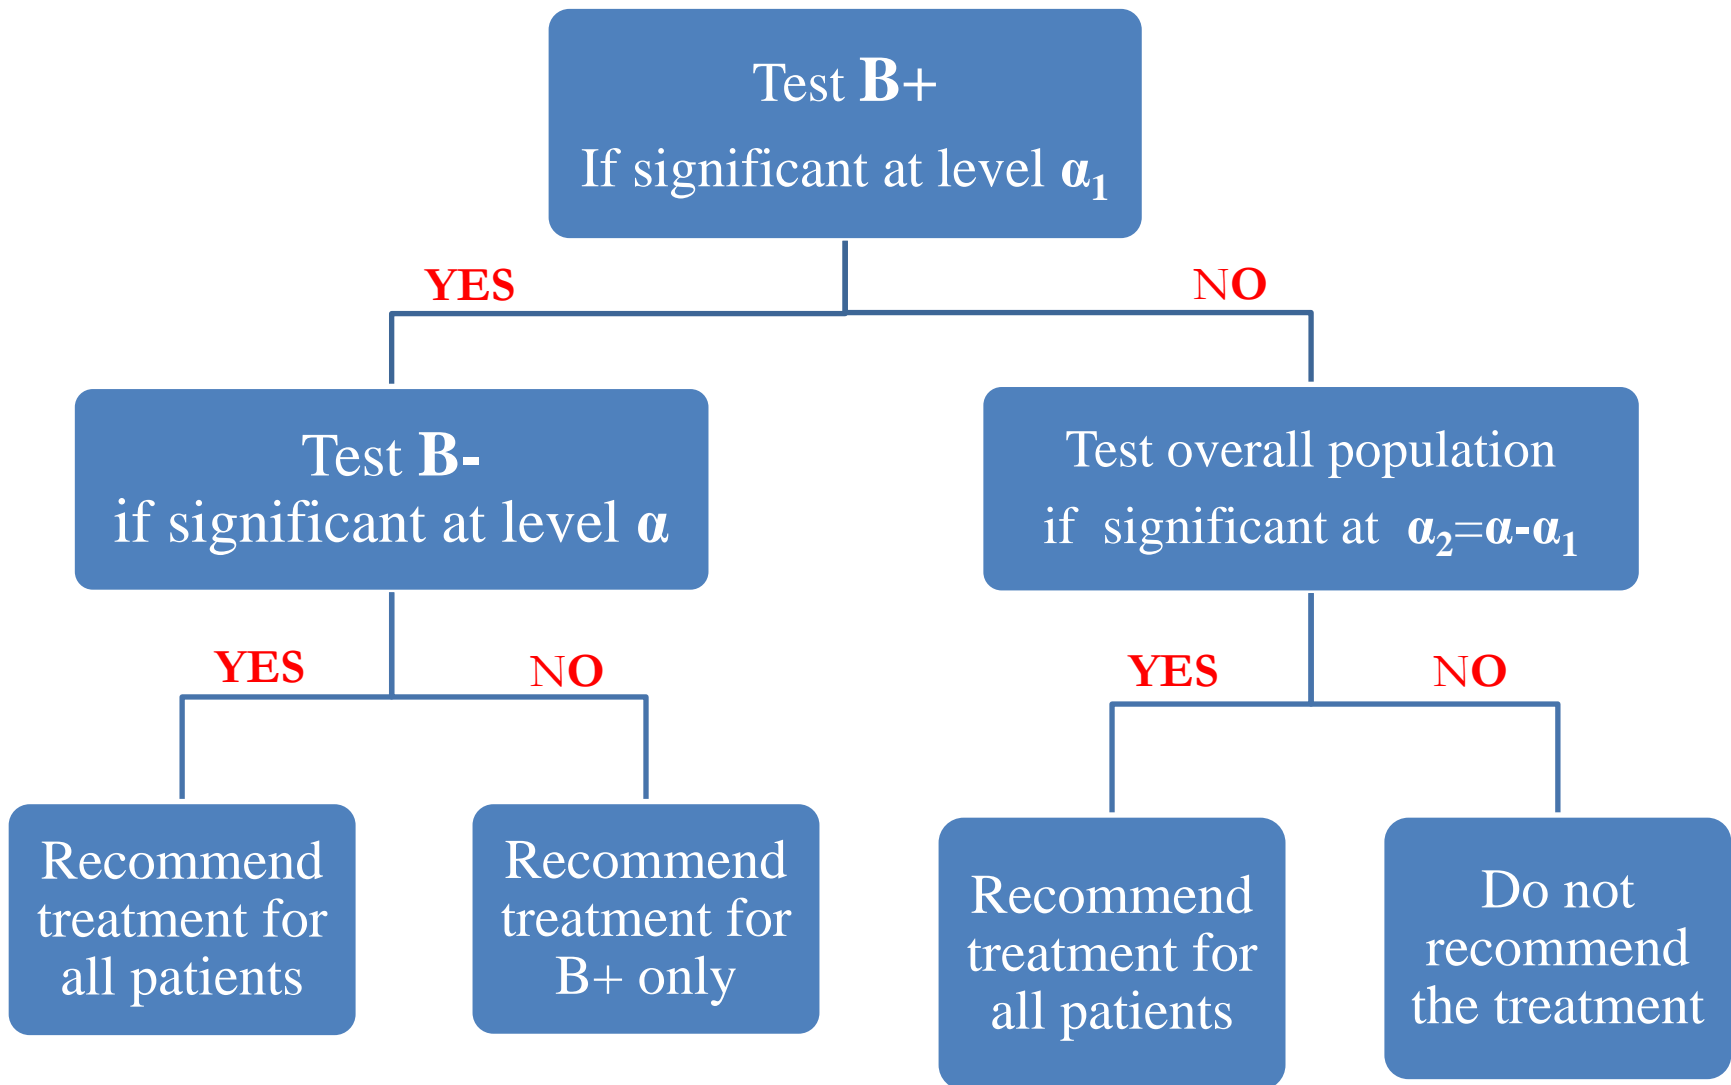 Test B+
If significant at level α₁
YES
NO
Test B-
if significant at level α
Test overall population
if significant at α₂=α-α₁
YES
NO
YES
NO
Recommend
treatment for
all patients
Recommend
treatment for
B+ only
Recommend
treatment for
all patients
Do not
recommend
the treatment